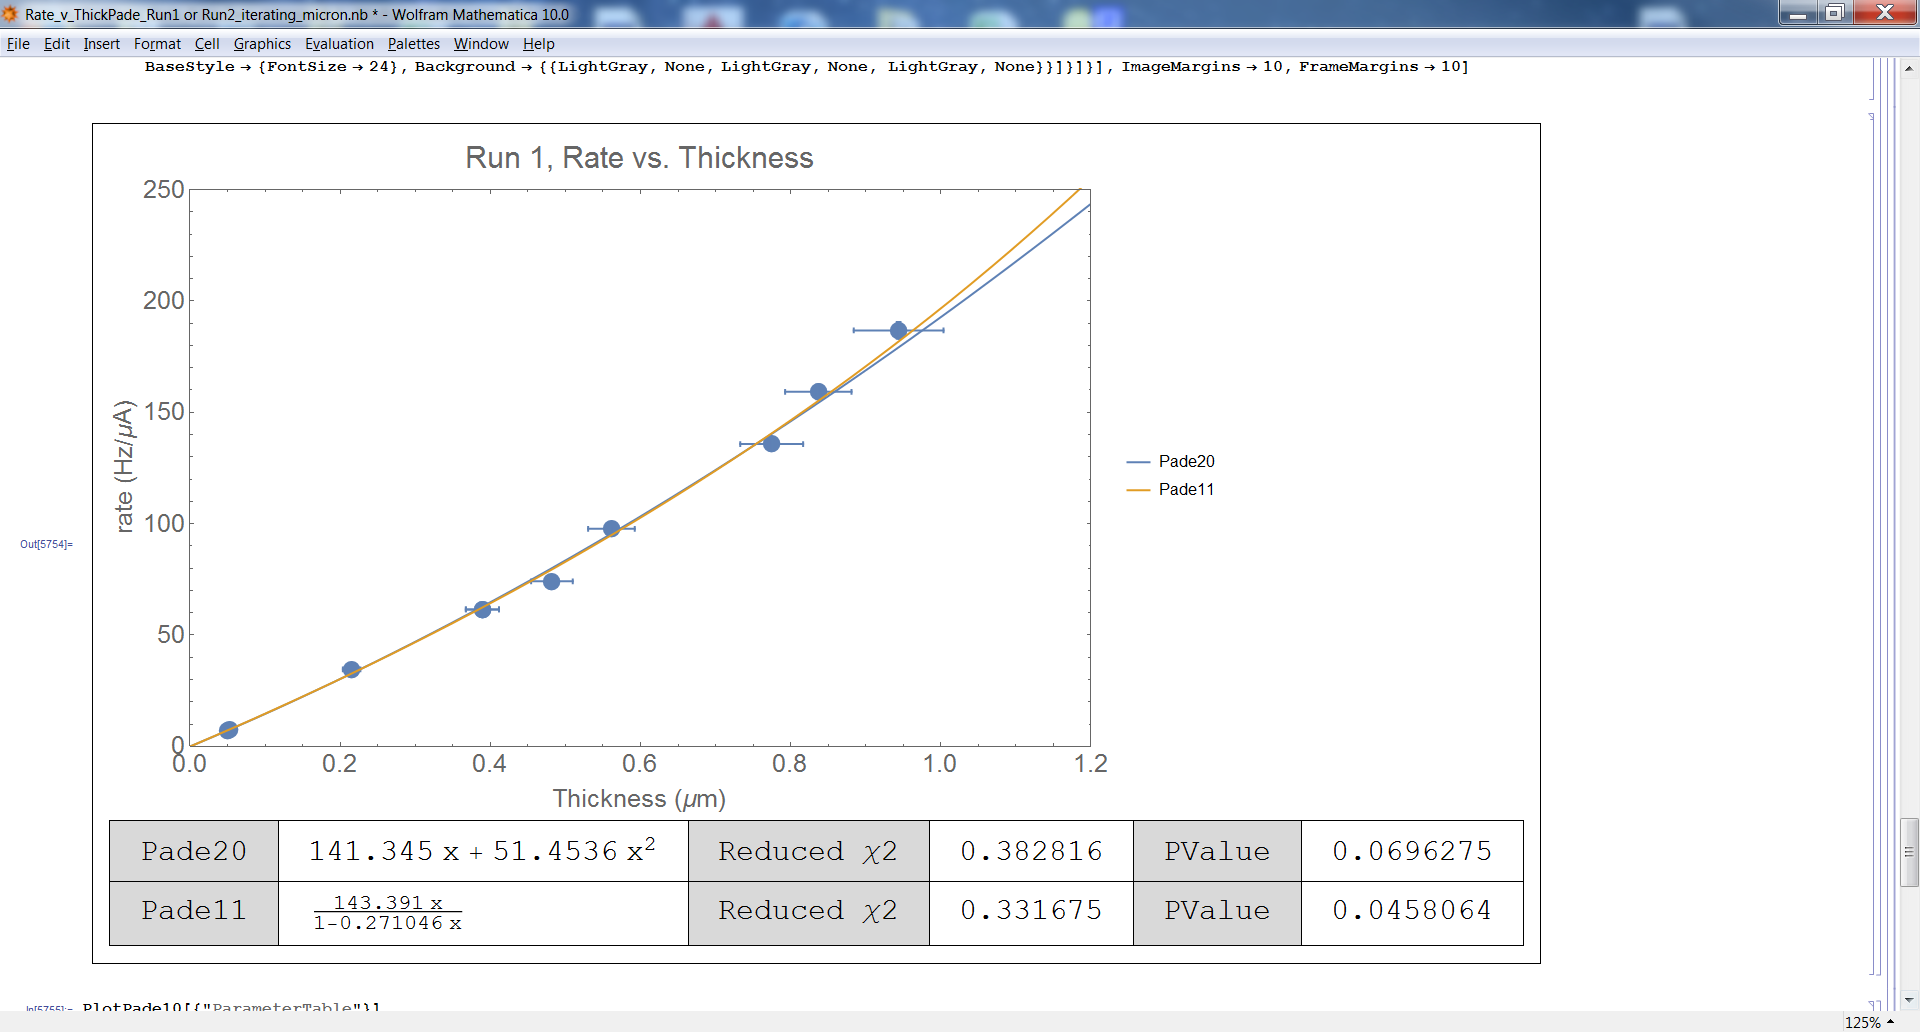 Rate_v_ThickPade_Run1 or Run2_iterating_micron.nb * - Wolfram Mathematica 10.0
File Edit Insert Format Cell Graphics Evaluation Palettes Window Help
BaseStyle → {FontSize → 24}, Background → {{LightGray, None, LightGray, None, LightGray, None}}]}]}], ImageMargins → 10, FrameMargins → 10]
Run 1, Rate vs. Thickness
250
200
150
100
50
0
rate (Hz/μA)
0.0 0.2 0.4 0.6 0.8 1.0 1.2
Thickness (μm)
Pade20
Pade11
Out[5754]=
Pade20 141.345 x + 51.4536 x² Reduced χ2 0.382816 PValue 0.0696275
Pade11 143.391 x / 1-0.271046 x Reduced χ2 0.331675 PValue 0.0458064
In[5755]:= PlotPade10[{"ParameterTable"}]
125%